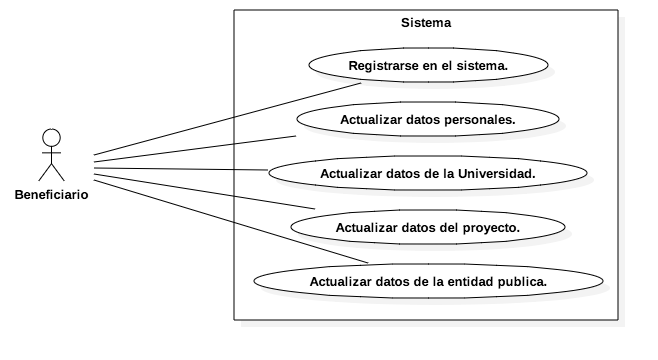 Sistema
Registrarse en el sistema.
Actualizar datos personales.
Actualizar datos de la Universidad.
Beneficiario
Actualizar datos del proyecto.
Actualizar datos de la entidad publica.